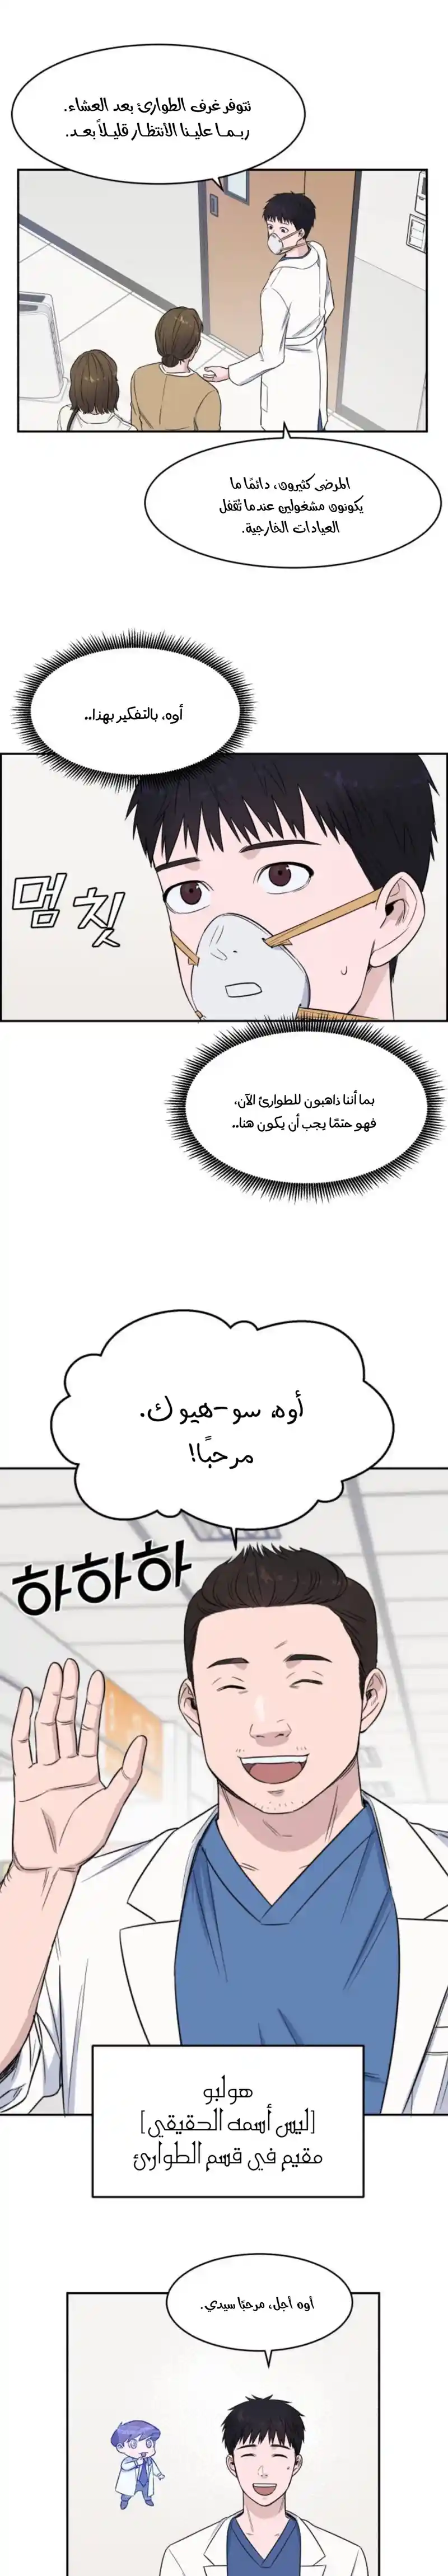 تتوفر غرف الطوارئ بعد العشاء.
ربما علينا الأنتظار قليلاً بعد.
المرضى كثيرون، دائمًا ما
يكونون مشغولين عندما تُقفل
العيادات الخارجية.
أوه، بالتفكير بهذا..
멈칫
بما أننا ذاهبون للطوارئ الآن،
فهو حتمًا يجب أن يكون هنا..
أوه، سو-هيوك.
مرحبًا!
하하하
هولبو
[ليس أسمه الحقيقي]
مقيم في قسم الطوارئ
أوه أجل، مرحبًا سيدي.